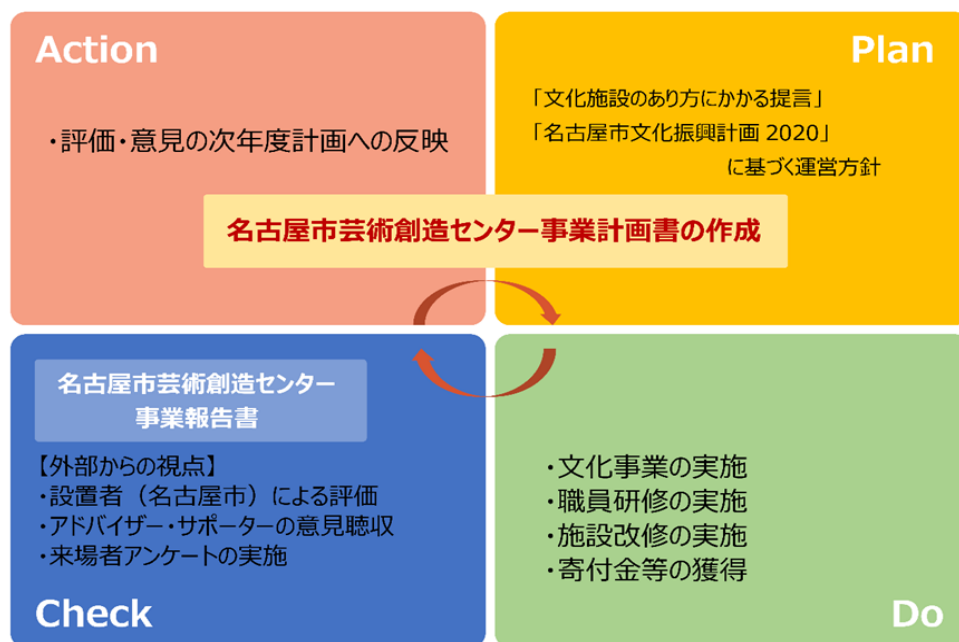 Action
・評価・意見の次年度計画への反映
Plan
「文化施設のあり方にかかる提言」
「名古屋市文化振興計画 2020」
に基づく運営方針
名古屋市芸術創造センター事業計画書の作成
名古屋市芸術創造センター
事業報告書
【外部からの視点】
・設置者（名古屋市）による評価
・アドバイザー・サポーターの意見聴収
・来場者アンケートの実施
Check
・文化事業の実施
・職員研修の実施
・施設改修の実施
・寄付金等の獲得
Do